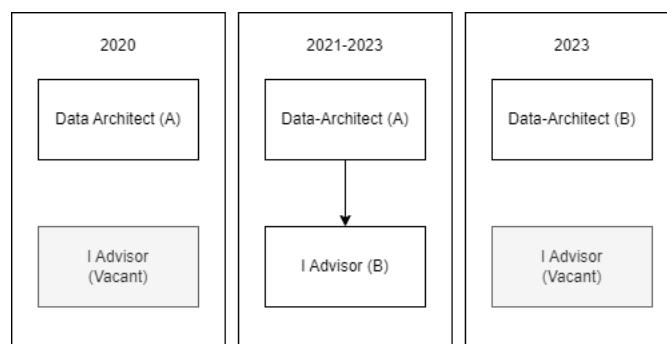 2020
Data Architect (A)
I Advisor
(Vacant)
2021-2023
Data-Architect (A)
I Advisor (B)
2023
Data-Architect (B)
I Advisor
(Vacant)